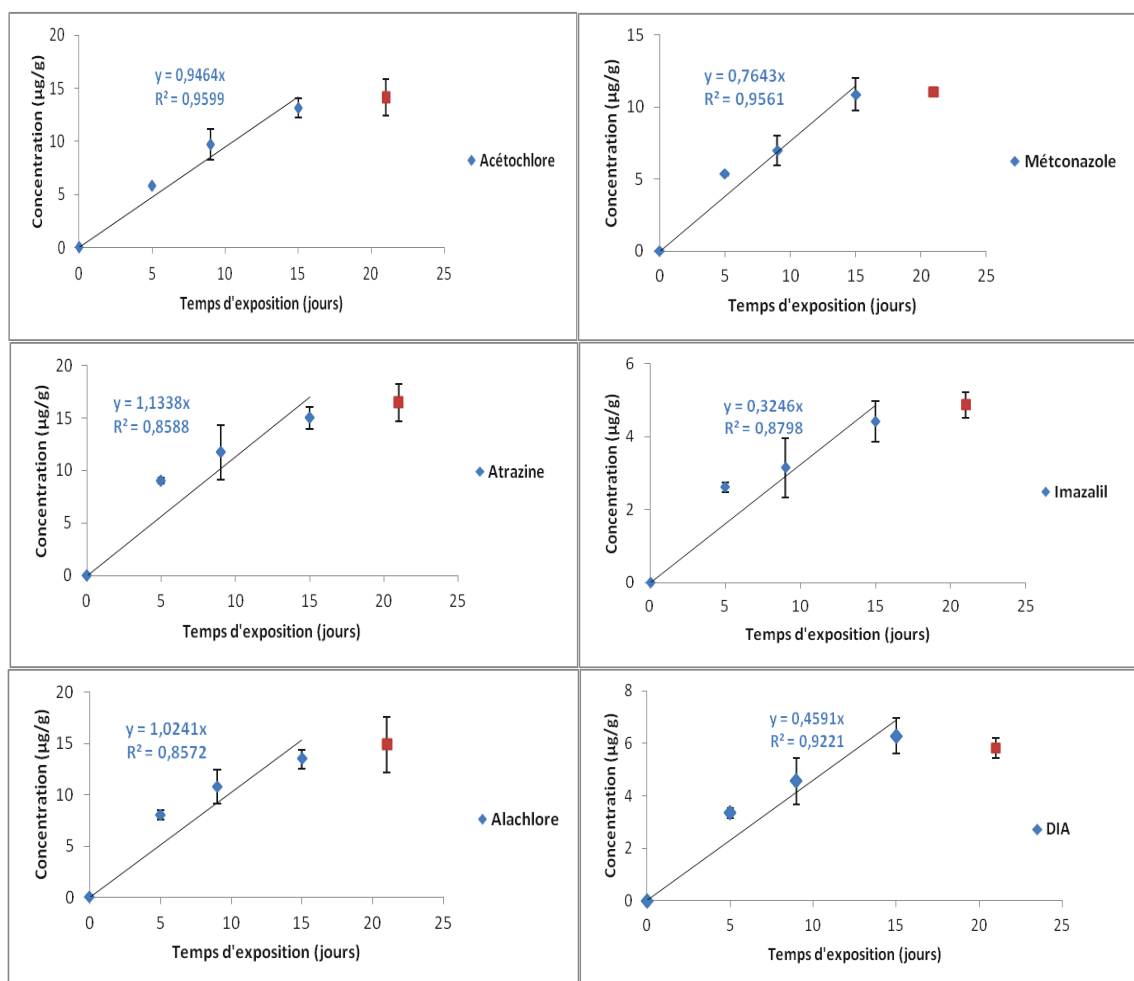 20
15
10
5
0
0 5 10 15 20 25
Concentration (µg/g)
Temps d'exposition (jours)
y = 0,9464x
R² = 0,9599
Acétochlore
15
10
5
0
0 5 10 15 20 25
Concentration (µg/g)
Temps d'exposition (jours)
y = 0,7643x
R² = 0,9561
Métconazole
20
15
10
5
0
0 5 10 15 20 25
Concentration (µg/g)
Temps d'exposition (jours)
y = 1,1338x
R² = 0,8588
Atrazine
6
4
2
0
0 5 10 15 20 25
Concentration (µg/g)
Temps d'exposition (jours)
y = 0,3246x
R² = 0,8798
Imazalil
20
15
10
5
0
0 5 10 15 20 25
Concentration (µg/g)
Temps d'exposition (jours)
y = 1,0241x
R² = 0,8572
Alachlore
8
6
4
2
0
0 5 10 15 20 25
Concentration (µg/g)
Temps d'exposition (jours)
y = 0,4591x
R² = 0,9221
DIA